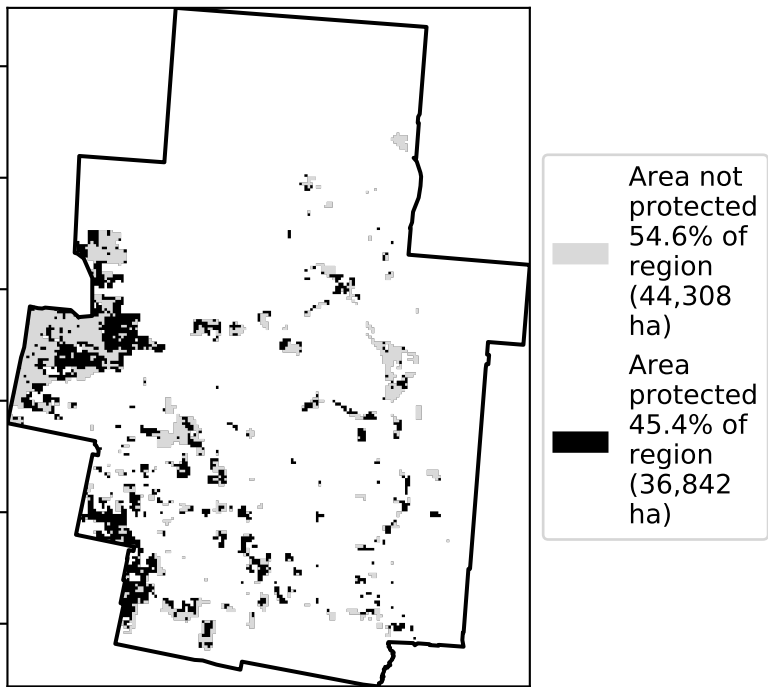 Area not
protected
54.6% of
region
(44,308
ha)
Area
protected
45.4% of
region
(36,842
ha)